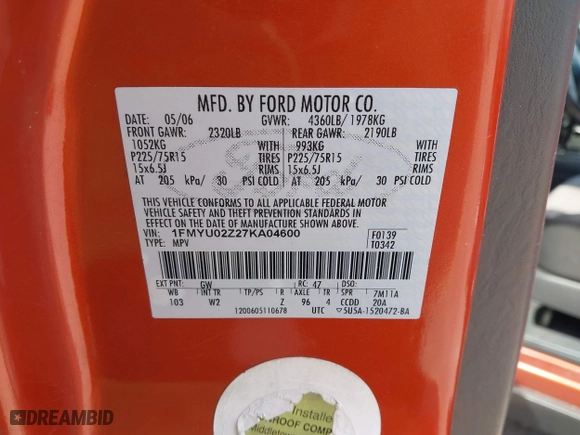 MFD. BY FORD MOTOR CO.
DATE: 05/06 GVWR: 4360LB/ 1978KG
FRONT GAWR: 2320LB REAR GAWR: 2190LB
1052KG WITH 993KG WITH
P225/75R15 TIRES P225/75R15 TIRES
15x6.5J RIMS 15x6.5J RIMS
AT 205 kPa/ 30 PSI COLD AT 205 kPa/ 30 PSI COLD
THIS VEHICLE CONFORMS TO ALL APPLICABLE FEDERAL MOTOR
VEHICLE SAFETY AND THEFT PREVENTION STANDARDS IN
EFFECT ON THE DATE OF MANUFACTURE SHOWN ABOVE
VIN: 1FMYU02Z27KA04600 F0139
TYPE: MPV T0342
EXT PNT: GW RC: 47 DSO:
WB INT TR TP/PS R AXLE TR SPR 7M11A
103 W2 Z 96 4 CCDD 20A
1200605110678 UTC 5U5A-1520472-BA
Installe
ROOF COMP
Middletow
DREAMBID